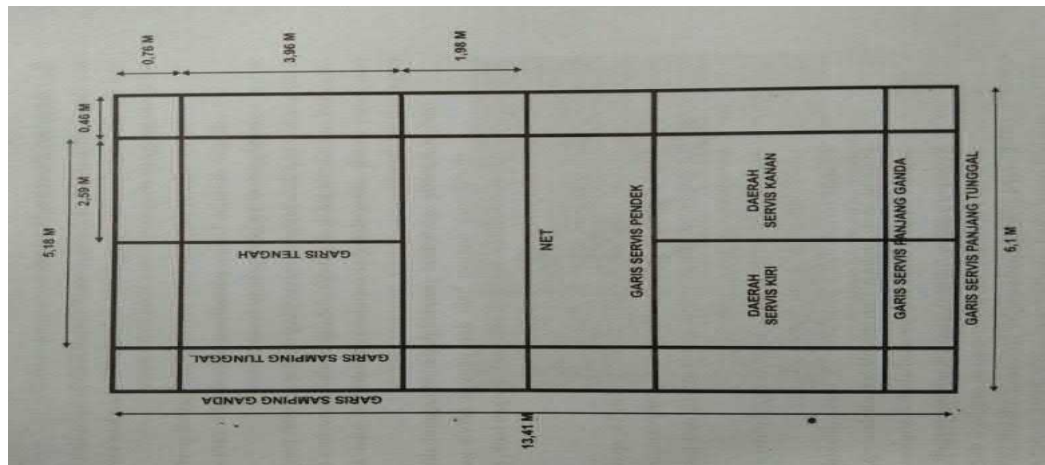 0,76 M
3,96 M
1,98 M
0,46 M
2,59 M
5,18 M
GARIS TENGAH
GARIS SAMPING TUNGGAL
GARIS SAMPING GANDA
NET
GARIS SERVIS PENDEK
DAERAH
SERVIS KANAN
DAERAH
SERVIS KIRI
GARIS SERVIS PANJANG GANDA
GARIS SERVIS PANJANG TUNGGAL
6,1 M
13,41 M